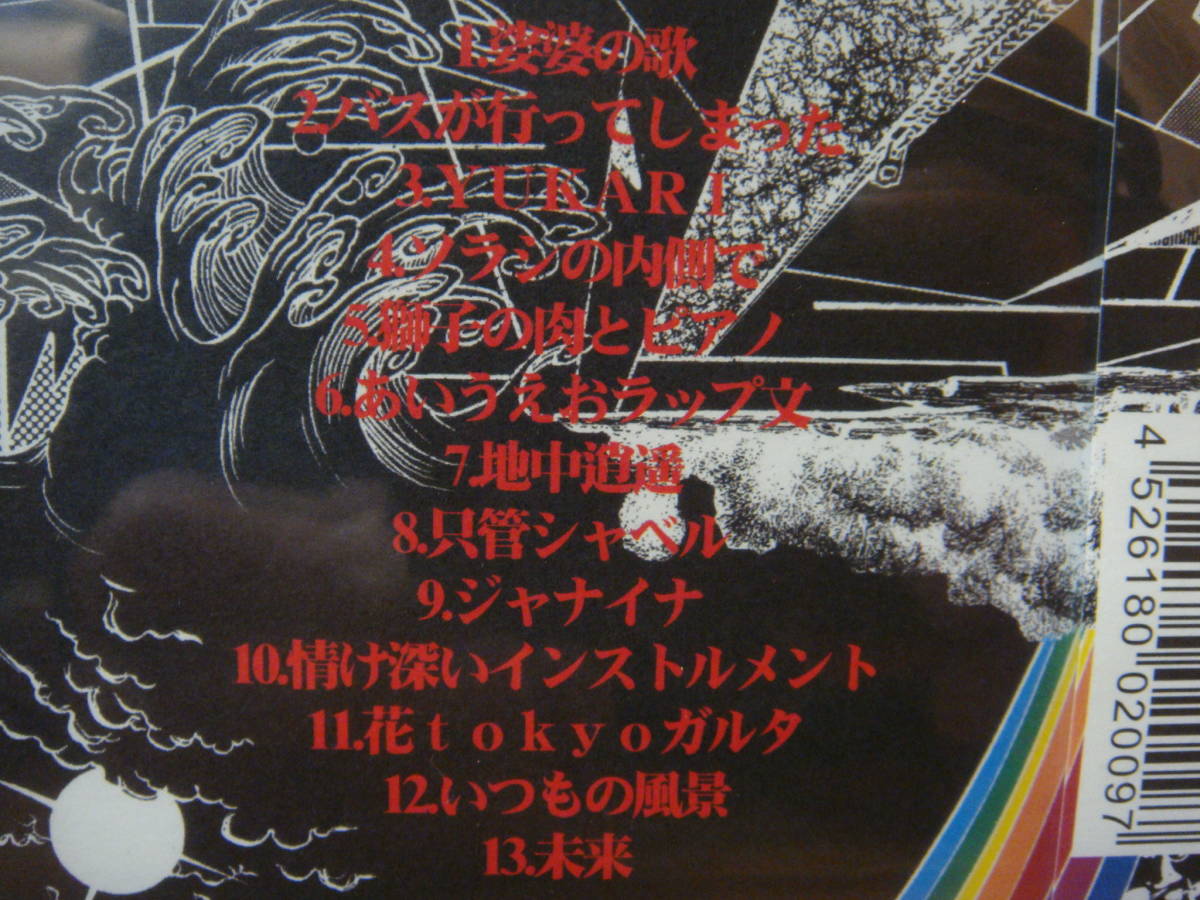 1.娑婆の歌
2.バスが行ってしまった
3.YUKARI
4.ソラシの内側で
5.獅子の肉とピアノ
6.あいうえおラップ文
7.地中逍遥
8.只管シャベル
9.ジャナイナ
10.情け深いインストルメント
11.花tokyoガルタ
12.いつもの風景
13.未来
4 526180 020097